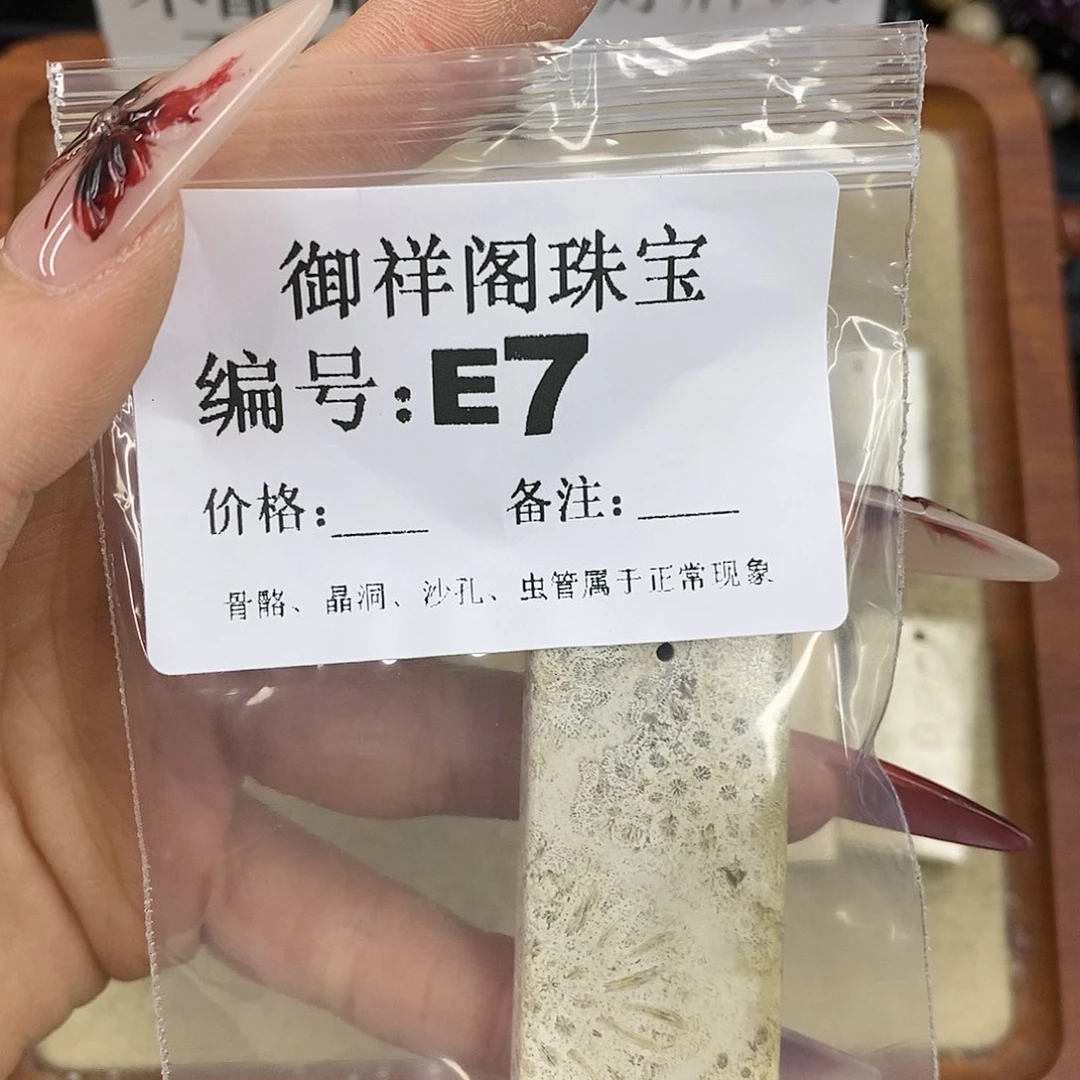 御祥阁珠宝
编号:E7
价格:____ 备注:____
骨骼、晶洞、沙孔、虫管属于正常现象